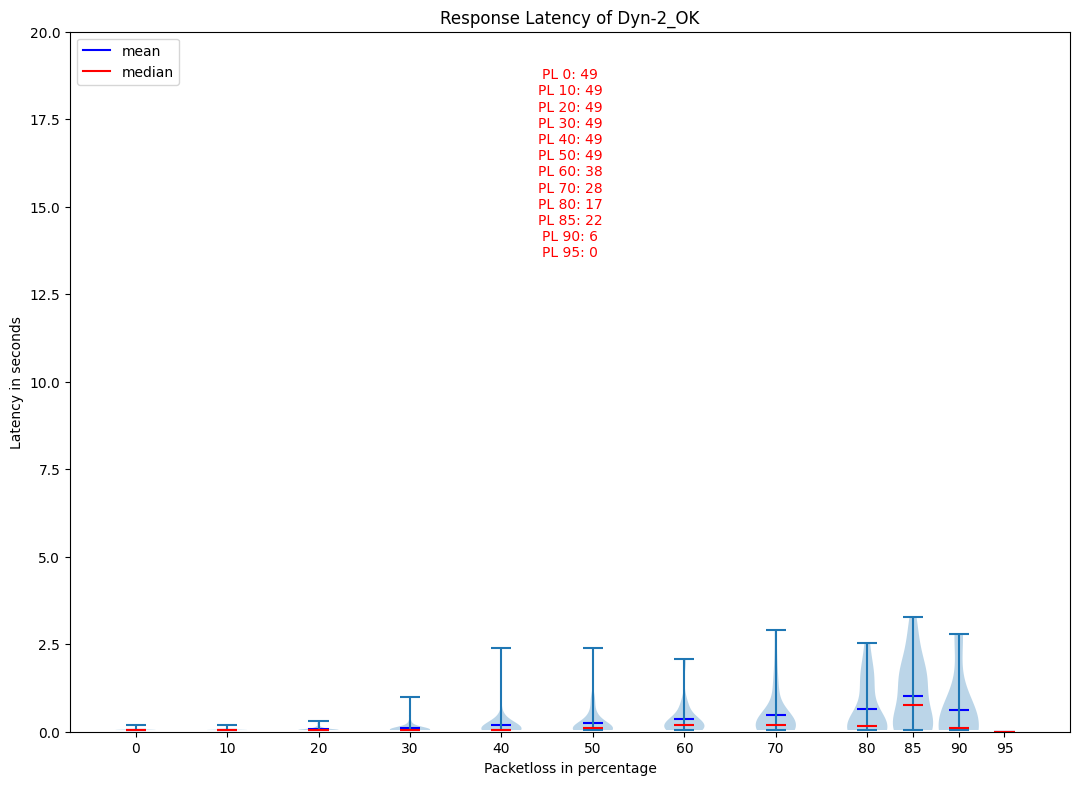 Response Latency of Dyn-2_OK
mean
median
PL 0: 49
PL 10: 49
PL 20: 49
PL 30: 49
PL 40: 49
PL 50: 49
PL 60: 38
PL 70: 28
PL 80: 17
PL 85: 22
PL 90: 6
PL 95: 0
Latency in seconds
20.0
17.5
15.0
12.5
10.0
7.5
5.0
2.5
0.0
0 10 20 30 40 50 60 70 80 85 90 95
Packetloss in percentage